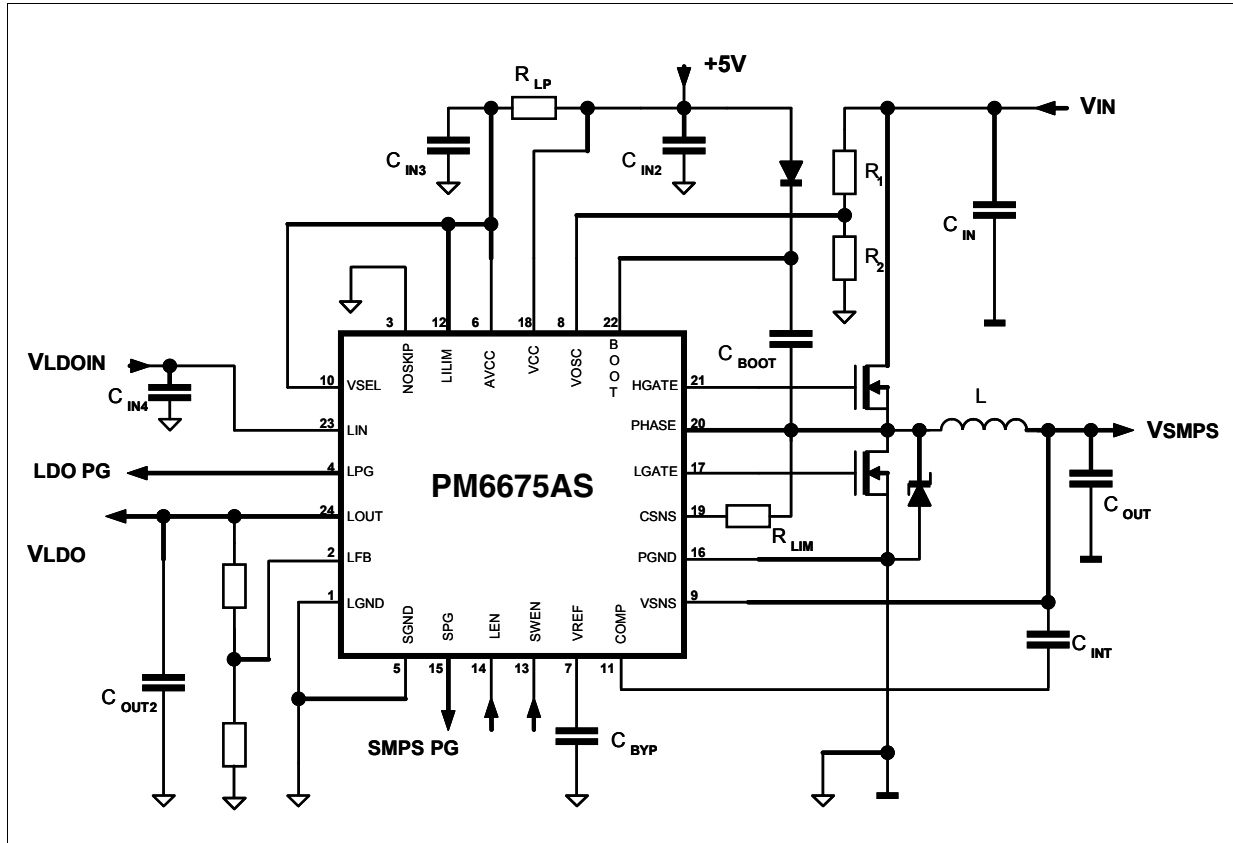 +5V
R LP
VIN
C IN3
C IN2
R1
C IN
R2
3
12
6
18
8
22
VLDOIN
C IN4
NOSKIP
LILIM
AVCC
VCC
VOSC
BOOT
C BOOT
10 VSEL
HGATE 21
L
23 LIN
PHASE 20
VSMPS
LDO PG
4 LPG
PM6675AS
LGATE 17
24 LOUT
CSNS 19
R LIM
C OUT
VLDO
2 LFB
PGND 16
1 LGND
VSNS 9
SGND
SPG
LEN
SWEN
VREF
COMP
C INT
5
15
14
13
7
11
C OUT2
SMPS PG
C BYP